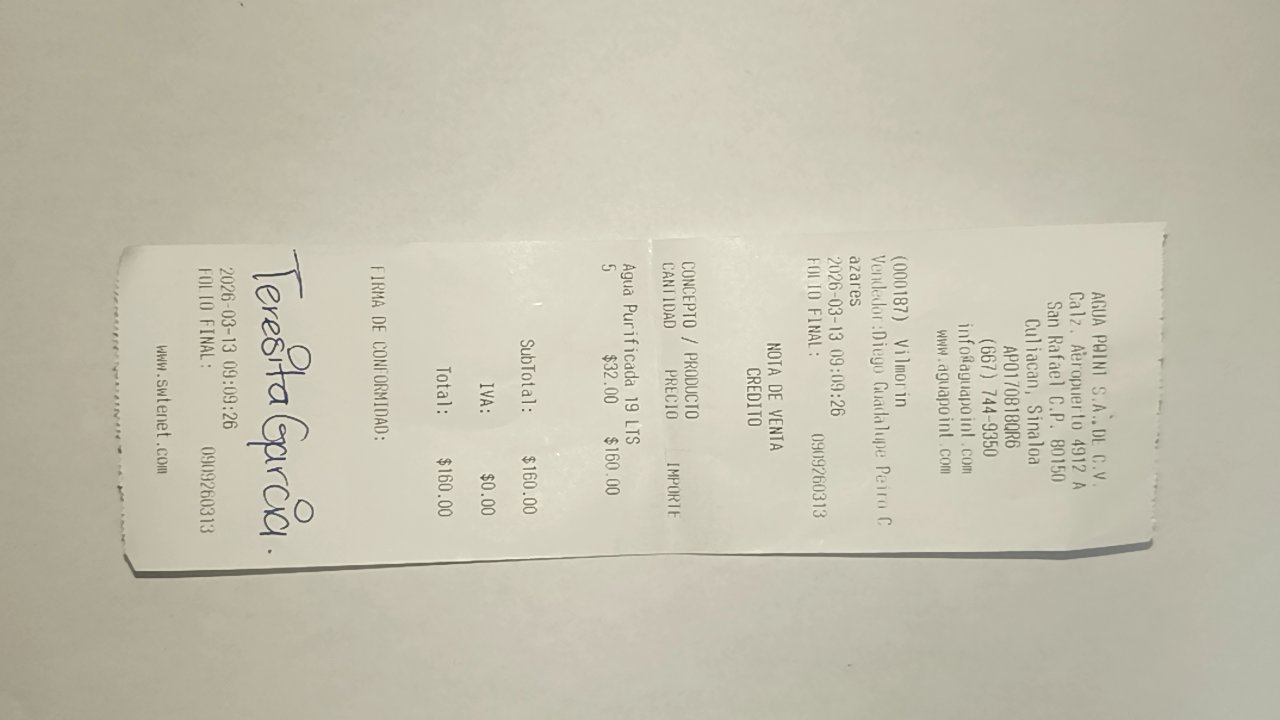 AGUA POINT S.A. DE C.V.
Calz. Aeropuerto 4912 A
San Rafael C.P. 80150
Culiacan, Sinaloa
APO170818QR6
(667) 744-9350
info@aguapoint.com
www.aguapoint.com
(000187) Vilmorin
Vendedor:Diego Guadalupe Peiro C
azares
2026-03-13 09:09:26
FOLIO FINAL: 0909260313
NOTA DE VENTA
CREDITO
CONCEPTO / PRODUCTO
CANTIDAD PRECIO IMPORTE
Agua Purificada 19 LTS
5 $32.00 $160.00
SubTotal: $160.00
IVA: $0.00
Total: $160.00
FIRMA DE CONFORMIDAD:
Teresita Garcia.
2026-03-13 09:09:26
FOLIO FINAL: 0909260313
www.swtenet.com